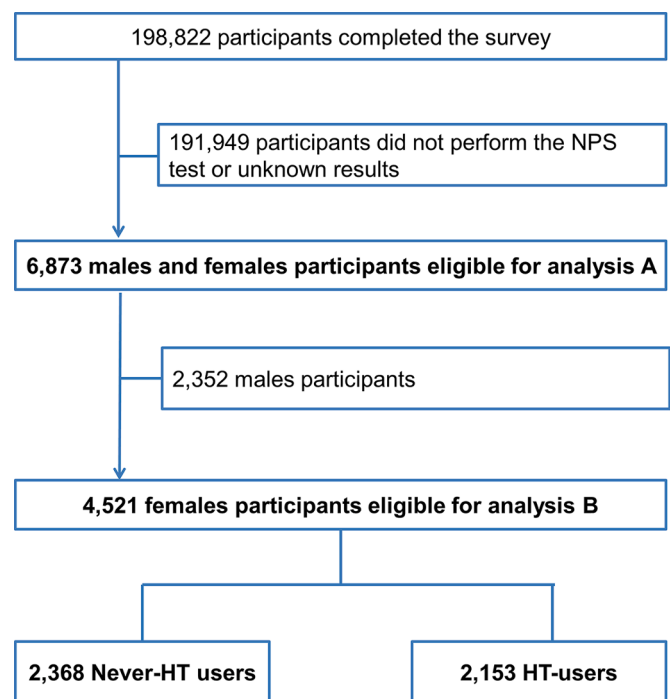 198,822 participants completed the survey
191,949 participants did not perform the NPS
test or unknown results
6,873 males and females participants eligible for analysis A
2,352 males participants
4,521 females participants eligible for analysis B
2,368 Never-HT users
2,153 HT-users